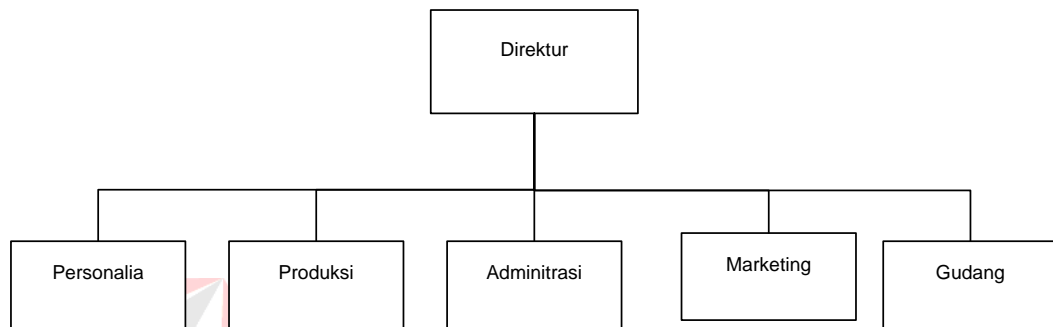 Direktur
Personalia
Produksi
Adminitrasi
Marketing
Gudang